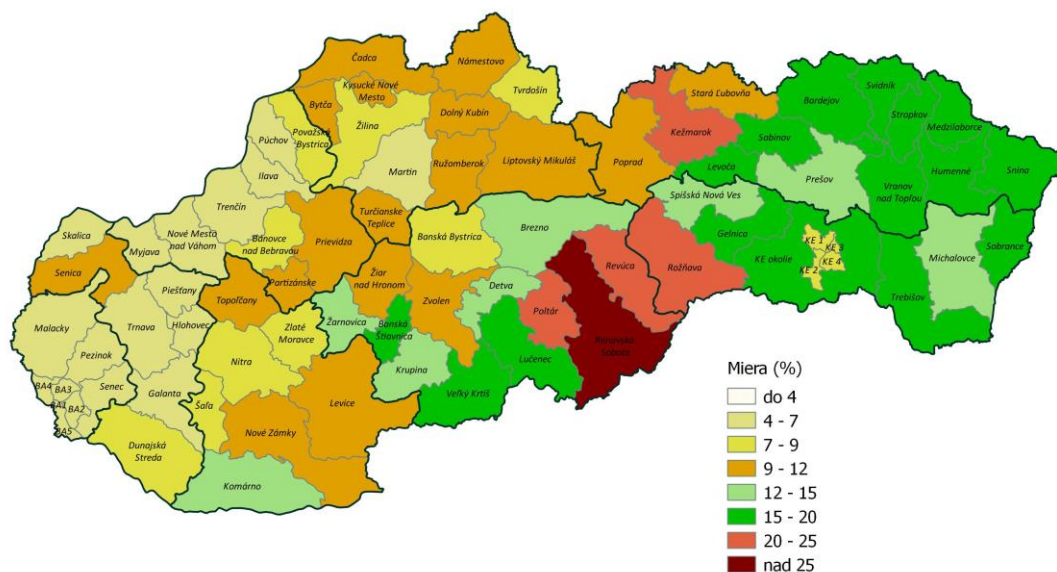 Čadca
Námestovo
Kysucké Nové
Mesto
Tvrdošín
Bytča
Stará Ľubovňa
Svidník
Bardejov
Stropkov
Medzilaborce
Púchov
Považská
Bystrica
Žilina
Dolný Kubín
Kežmarok
Sabinov
Ilava
Martin
Ružomberok
Liptovský Mikuláš
Poprad
Levoča
Prešov
Humenné
Snina
Vranov
nad Topľou
Trenčín
Turčianske
Teplice
Spišská Nová Ves
Skalica
Myjava
Nové Mesto
nad Váhom
Bánovce
nad Bebravou
Prievidza
Banská Bystrica
Brezno
Gelnica
KE okolie
KE 1
KE 3
KE 2
KE 4
Michalovce
Sobrance
Senica
Partizánske
Žiar
nad Hronom
Revúca
Rožňava
Piešťany
Topoľčany
Zvolen
Detva
Trebišov
Malacky
Trnava
Hlohovec
Zlaté
Moravce
Žarnovica
Banská
Štiavnica
Poltár
Rimavská
Sobota
Pezinok
Nitra
Krupina
Lučenec
BA4
BA3
Senec
Galanta
Levice
Veľký Krtíš
BA1
BA2
BA5
Šaľa
Nové Zámky
Dunajská
Streda
Komárno
Miera (%)
do 4
4 - 7
7 - 9
9 - 12
12 - 15
15 - 20
20 - 25
nad 25